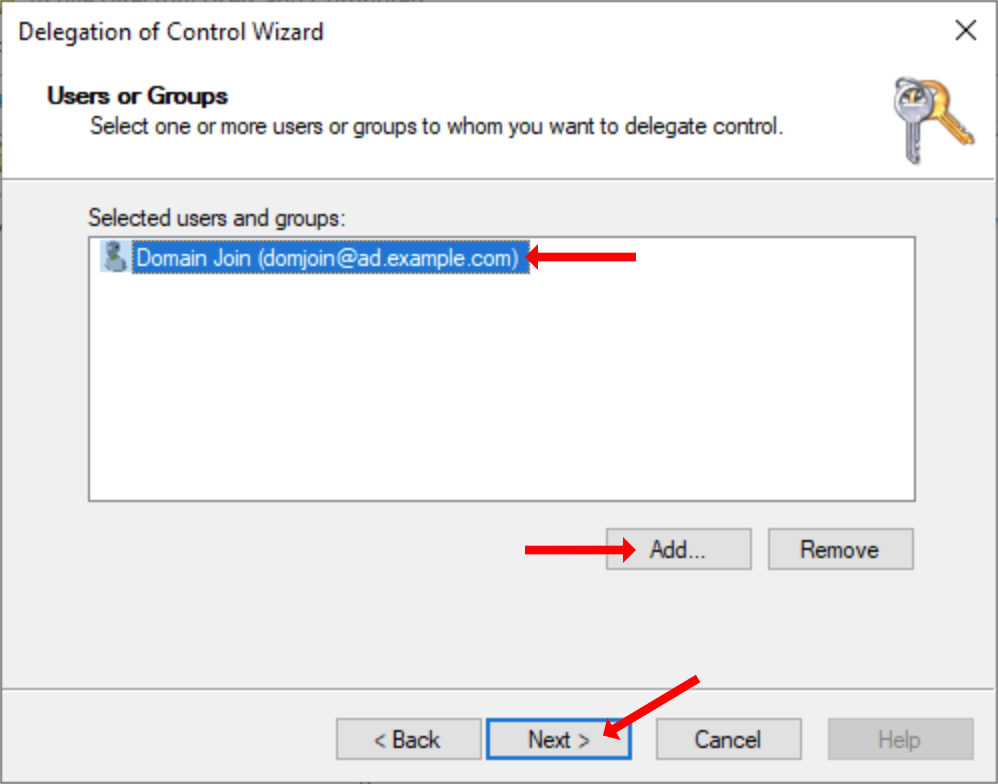 Delegation of Control Wizard
Users or Groups
Select one or more users or groups to whom you want to delegate control.
Selected users and groups:
Domain Join (domjoin@ad.example.com)
Add...
Remove
< Back
Next >
Cancel
Help